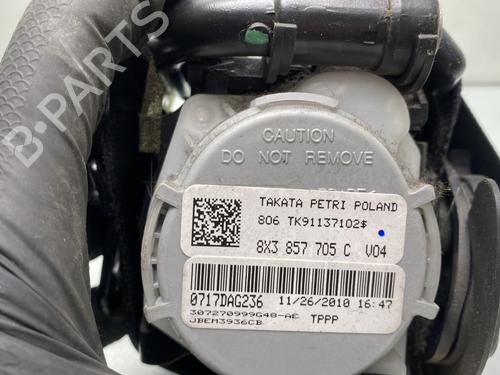 B-PARTS
CAUTION
DO NOT REMOVE
TAKATA PETRI POLAND
806 TK91137102$
8X3 857 705 C V04
0717DAG236 11/26/2010 16:47
307270999G48-AE TPPP
JBEM3936CB